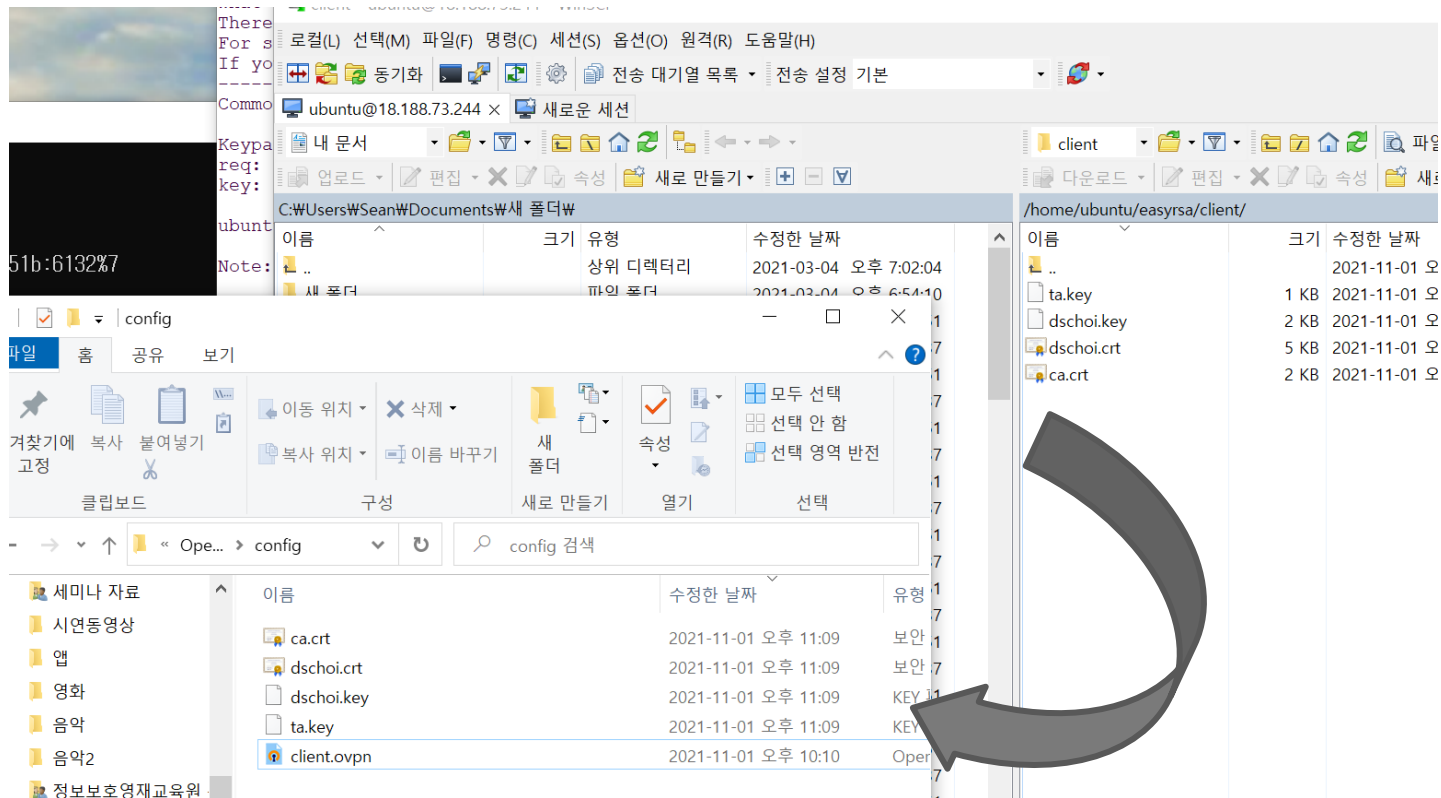 There
For s
If yo
-----
Commo
Keypa
req:
key:
ubunt
Note:
51b:6132%7
client - ubuntu@18.188.73.244 - WinSCP
로컬(L) 선택(M) 파일(F) 명령(C) 세션(S) 옵션(O) 원격(R) 도움말(H)
동기화 전송 대기열 목록 전송 설정 기본
ubuntu@18.188.73.244 × 새로운 세션
내 문서
업로드 편집 속성 새로 만들기
C:₩Users₩Sean₩Documents₩새 폴더₩
이름 크기 유형 수정한 날짜
.. 상위 디렉터리 2021-03-04 오후 7:02:04
새 폴더 파일 폴더 2021-03-04 오후 6:54:10
client 파일
다운로드 편집 속성 새로
/home/ubuntu/easyrsa/client/
이름 크기 수정한 날짜
.. 2021-11-01 오
ta.key 1 KB 2021-11-01 오
dschoi.key 2 KB 2021-11-01 오
dschoi.crt 5 KB 2021-11-01 오
ca.crt 2 KB 2021-11-01 오
config
파일 홈 공유 보기
겨찾기에 고정
복사 붙여넣기
이동 위치 삭제
복사 위치 이름 바꾸기
새 폴더
속성
모두 선택
선택 안 함
선택 영역 반전
클립보드 구성 새로 만들기 열기 선택
« Ope... > config
config 검색
세미나 자료
시연동영상
앱
영화
음악
음악2
정보보호영재교육원
이름 수정한 날짜 유형
ca.crt 2021-11-01 오후 11:09 보안
dschoi.crt 2021-11-01 오후 11:09 보안
dschoi.key 2021-11-01 오후 11:09 KEY
ta.key 2021-11-01 오후 11:09 KEY
client.ovpn 2021-11-01 오후 10:10 Oper